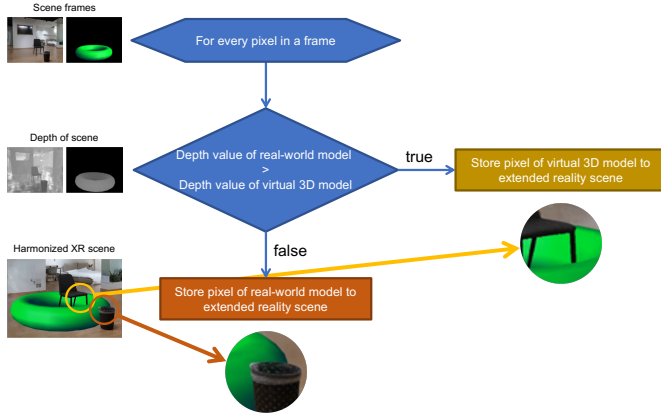 Scene frames
For every pixel in a frame
Depth of scene
Depth value of real-world model
>
Depth value of virtual 3D model
true
Store pixel of virtual 3D model to
extended reality scene
false
Harmonized XR scene
Store pixel of real-world model to
extended reality scene